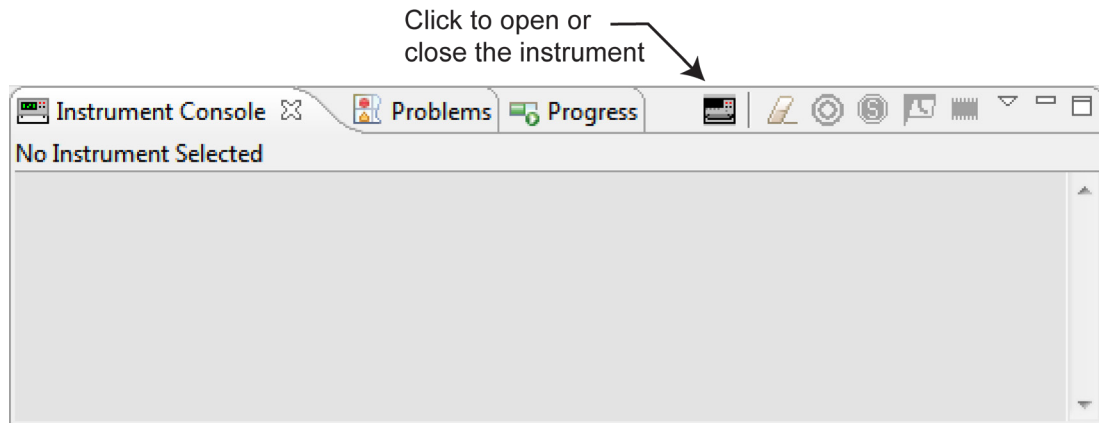 Click to open or
close the instrument
Instrument Console Problems Progress
No Instrument Selected